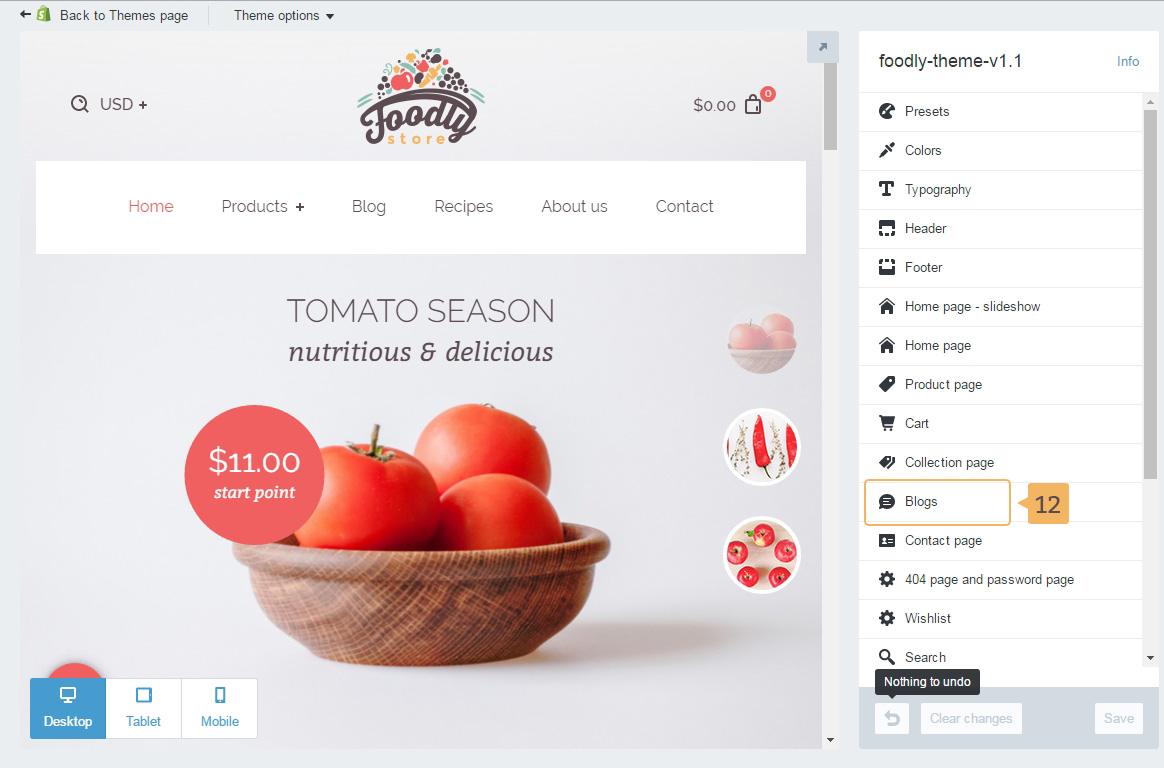 Back to Themes page
Theme options
USD +
Foodly
store
$0.00
0
Home
Products +
Blog
Recipes
About us
Contact
TOMATO SEASON
nutritious & delicious
$11.00
start point
Desktop
Tablet
Mobile
foodly-theme-v1.1
Info
Presets
Colors
Typography
Header
Footer
Home page - slideshow
Home page
Product page
Cart
Collection page
Blogs
12
Contact page
404 page and password page
Wishlist
Search
Nothing to undo
Clear changes
Save